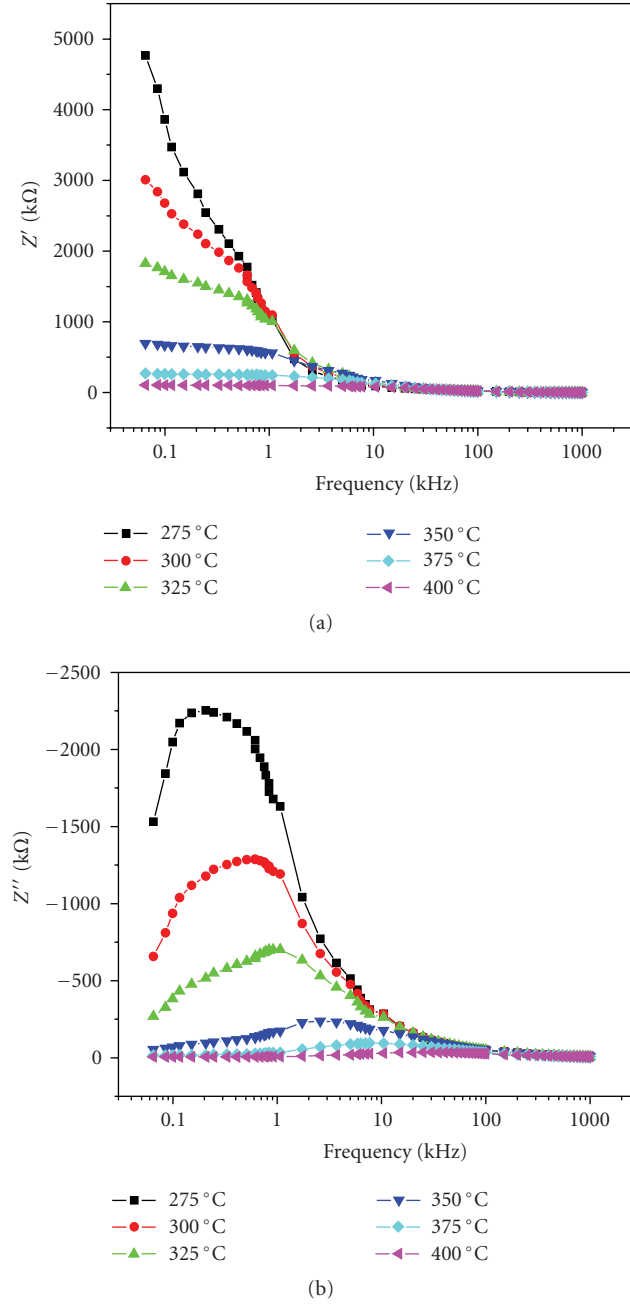 5000
4000
3000
2000
1000
0
Z′ (kΩ)
0.1 1 10 100 1000
Frequency (kHz)
275 °C 350 °C
300 °C 375 °C
325 °C 400 °C
(a)
−2500
−2000
−1500
−1000
−500
0
Z′′ (kΩ)
0.1 1 10 100 1000
Frequency (kHz)
275 °C 350 °C
300 °C 375 °C
325 °C 400 °C
(b)